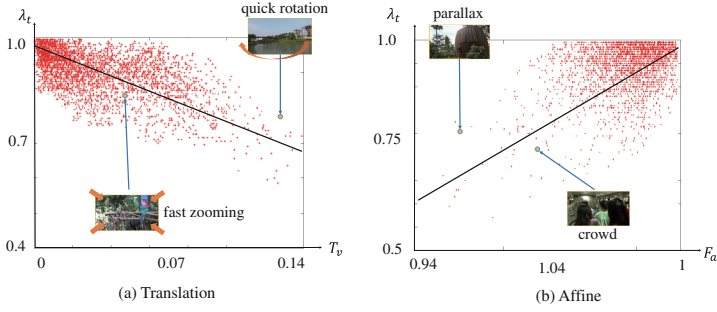 λt
quick rotation
1.0
0.7
fast zooming
0.4
0
0.07
0.14
Tv
(a) Translation
λt
parallax
1.0
0.75
crowd
0.5
0.94
1.04
1
Fa
(b) Affine